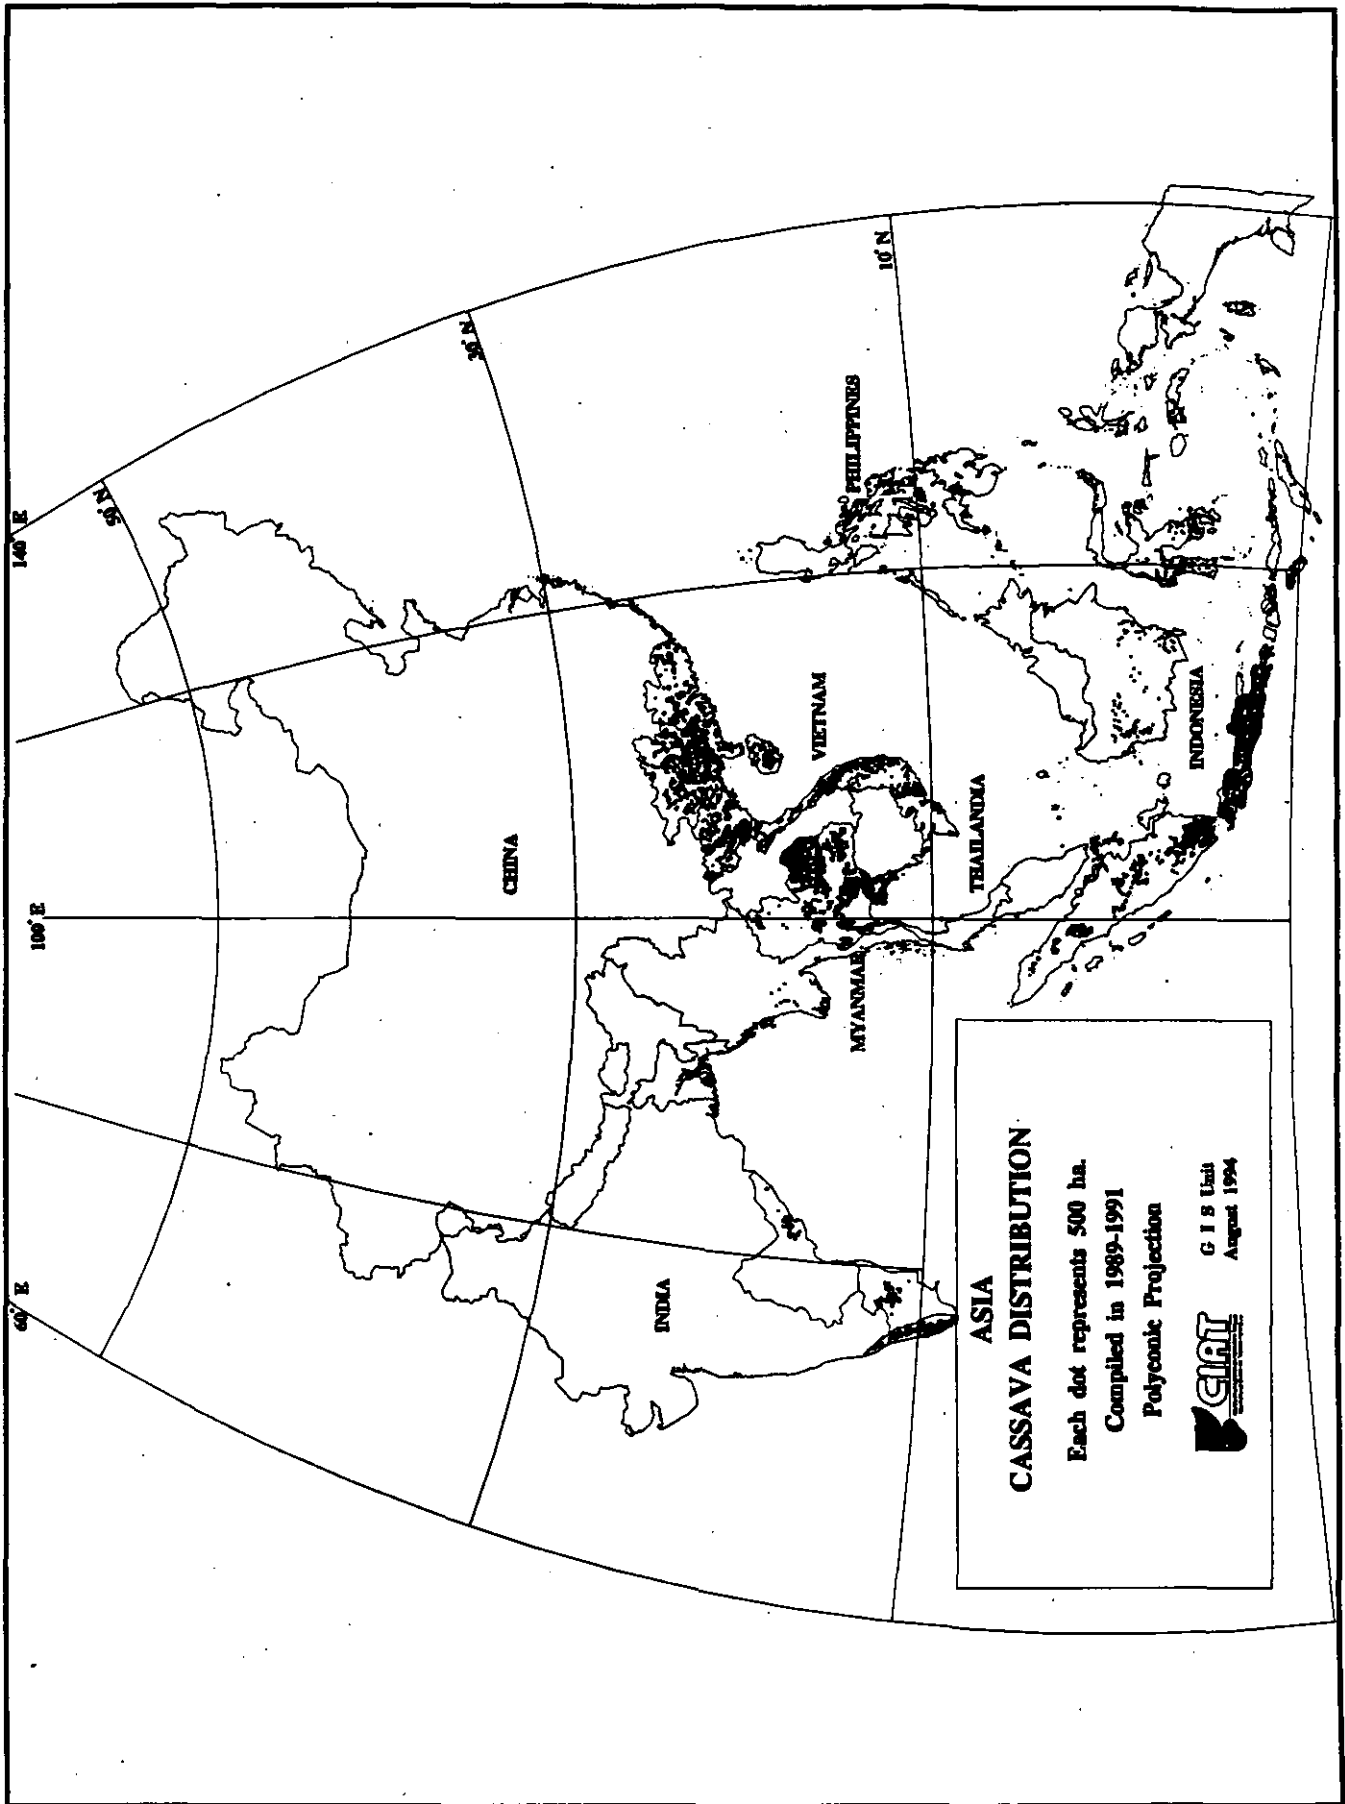 140° E
100° E
60° E
50° N
30° N
10° N
CHINA
INDIA
MYANMAR
VIETNAM
PHILIPPINES
THAILANDIA
INDONESIA
ASIA
CASSAVA DISTRIBUTION
Each dot represents 500 ha.
Compiled in 1989-1991
Polyconic Projection
CIAT
G I S Unit
August 1994